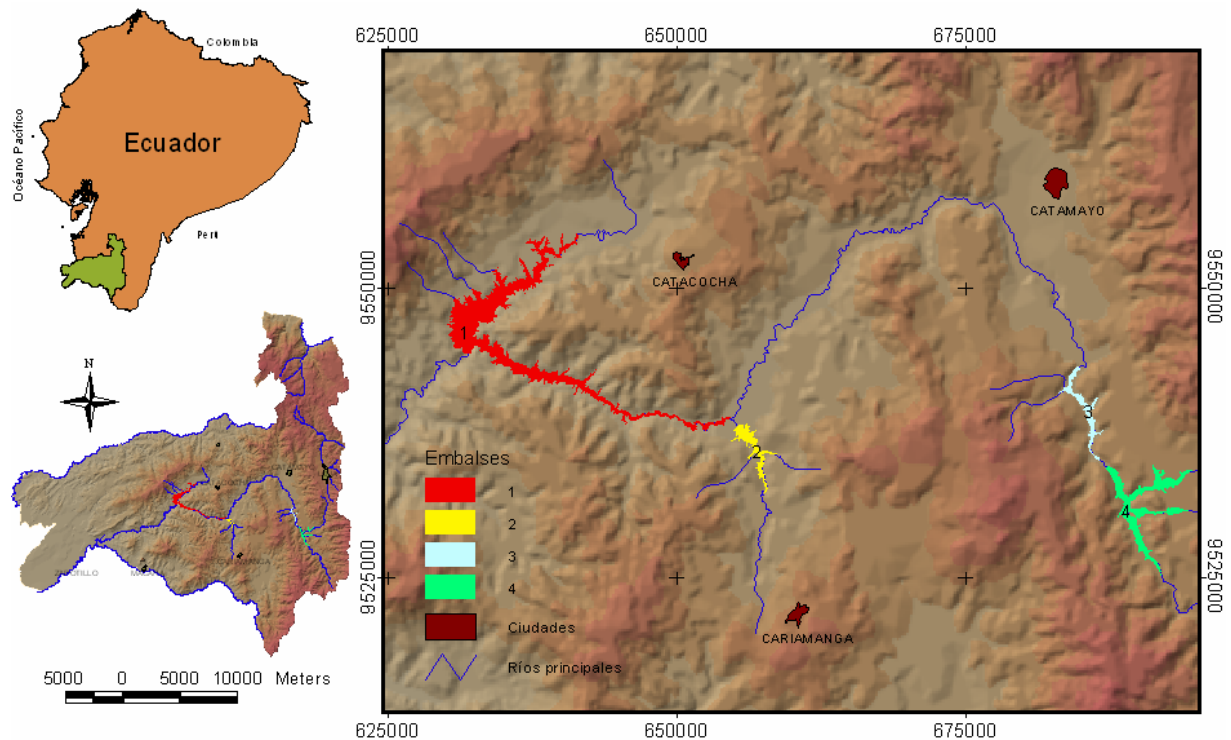 Colombia
Océano Pacífico
Ecuador
Perú
N
5000 0 5000 10000 Meters
625000 650000 675000
9550000
9550000
9525000
9525000
CATAMAYO
CATACOCHA
1
2
3
4
CARIAMANGA
Embalses
1
2
3
4
Ciudades
Ríos principales
625000 650000 675000